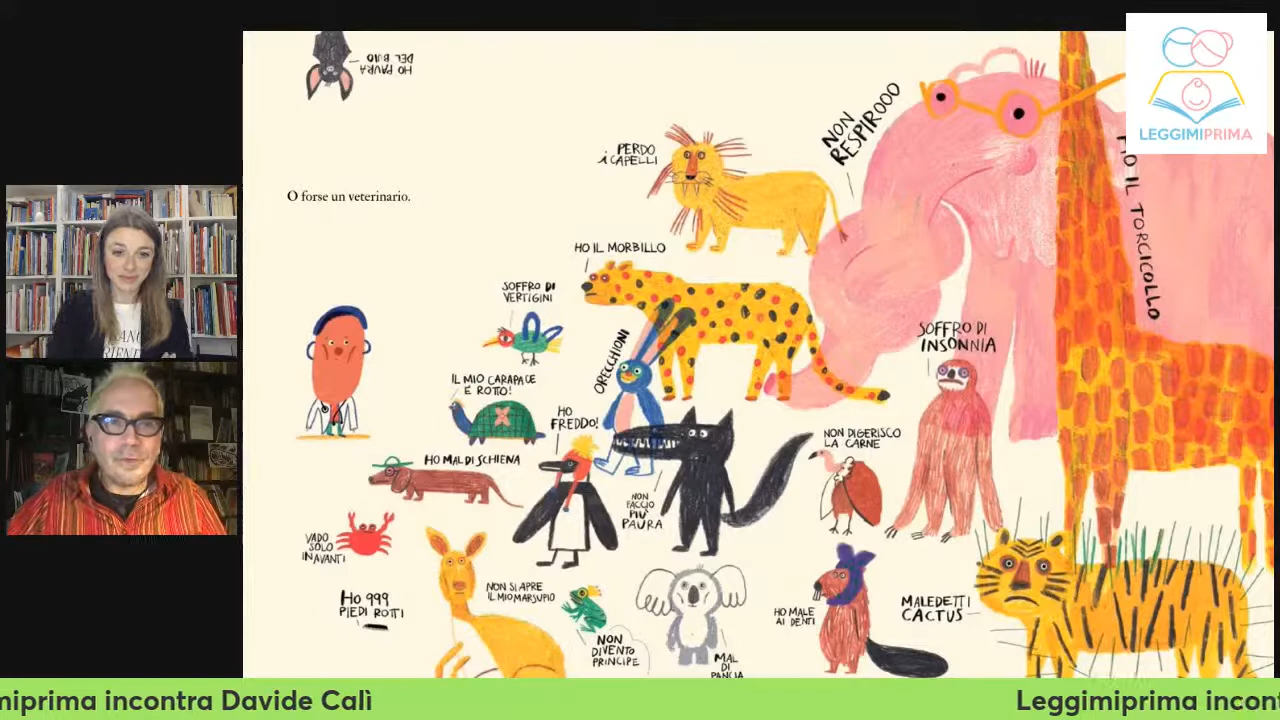 HO PAURA
DEL BUIO
O forse un veterinario.
PERDO
i CAPELLI
NON
RESPIROOO
LEGGIMIPRIMA
HO IL TORCICOLLO
HO IL MORBILLO
SOFFRO DI
VERTIGINI
ORECCHIONI
SOFFRO DI
INSONNIA
IL MIO CARAPACE
È ROTTO!
HO
FREDDO!
HO MAL DI SCHIENA
NON DIGERISCO
LA CARNE
NON
FACCIO
PIÙ
PAURA
VADO
SOLO
IN AVANTI
HO 999
PIEDI ROTTI
NON SI APRE
IL MIO MARSUPIO
NON
DIVENTO
PRINCIPE
MAL
DI
PANCIA
HO MALE
AI DENTI
MALEDETTI
CACTUS
miprima incontra Davide Calì
Leggimiprima incont